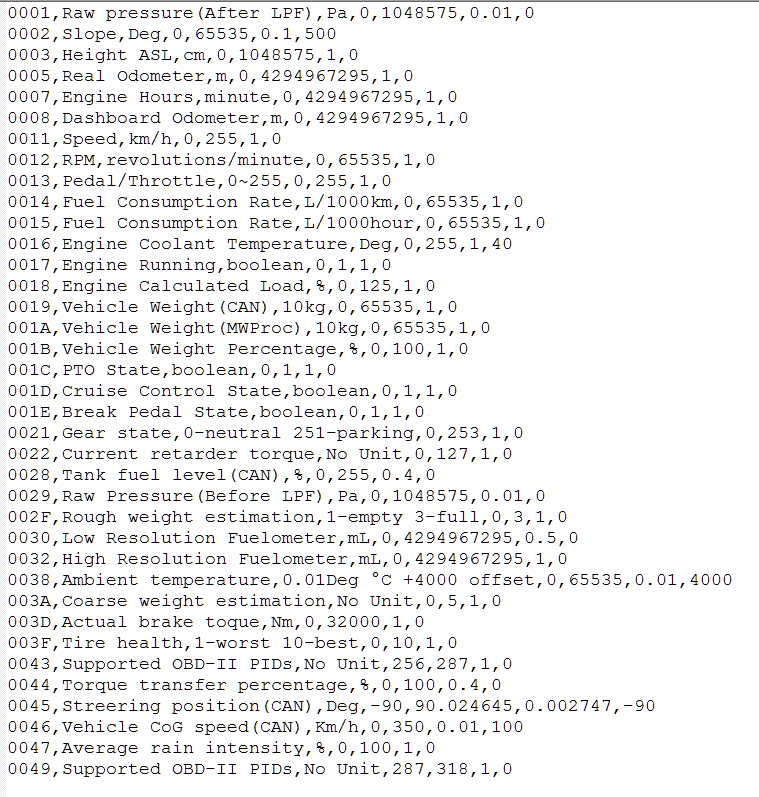 0001,Raw pressure(After LPF),Pa,0,1048575,0.01,0
0002,Slope,Deg,0,65535,0.1,500
0003,Height ASL,cm,0,1048575,1,0
0005,Real Odometer,m,0,4294967295,1,0
0007,Engine Hours,minute,0,4294967295,1,0
0008,Dashboard Odometer,m,0,4294967295,1,0
0011,Speed,km/h,0,255,1,0
0012,RPM,revolutions/minute,0,65535,1,0
0013,Pedal/Throttle,0~255,0,255,1,0
0014,Fuel Consumption Rate,L/1000km,0,65535,1,0
0015,Fuel Consumption Rate,L/1000hour,0,65535,1,0
0016,Engine Coolant Temperature,Deg,0,255,1,40
0017,Engine Running,boolean,0,1,1,0
0018,Engine Calculated Load,%,0,125,1,0
0019,Vehicle Weight(CAN),10kg,0,65535,1,0
001A,Vehicle Weight(MWProc),10kg,0,65535,1,0
001B,Vehicle Weight Percentage,%,0,100,1,0
001C,PTO State,boolean,0,1,1,0
001D,Cruise Control State,boolean,0,1,1,0
001E,Break Pedal State,boolean,0,1,1,0
0021,Gear state,0-neutral 251-parking,0,253,1,0
0022,Current retarder torque,No Unit,0,127,1,0
0028,Tank fuel level(CAN),%,0,255,0.4,0
0029,Raw Pressure(Before LPF),Pa,0,1048575,0.01,0
002F,Rough weight estimation,1-empty 3-full,0,3,1,0
0030,Low Resolution Fuelometer,mL,0,4294967295,0.5,0
0032,High Resolution Fuelometer,mL,0,4294967295,1,0
0038,Ambient temperature,0.01Deg °C +4000 offset,0,65535,0.01,4000
003A,Coarse weight estimation,No Unit,0,5,1,0
003D,Actual brake toque,Nm,0,32000,1,0
003F,Tire health,1-worst 10-best,0,10,1,0
0043,Supported OBD-II PIDs,No Unit,256,287,1,0
0044,Torque transfer percentage,%,0,100,0.4,0
0045,Streering position(CAN),Deg,-90,90.024645,0.002747,-90
0046,Vehicle CoG speed(CAN),Km/h,0,350,0.01,100
0047,Average rain intensity,%,0,100,1,0
0049,Supported OBD-II PIDs,No Unit,287,318,1,0